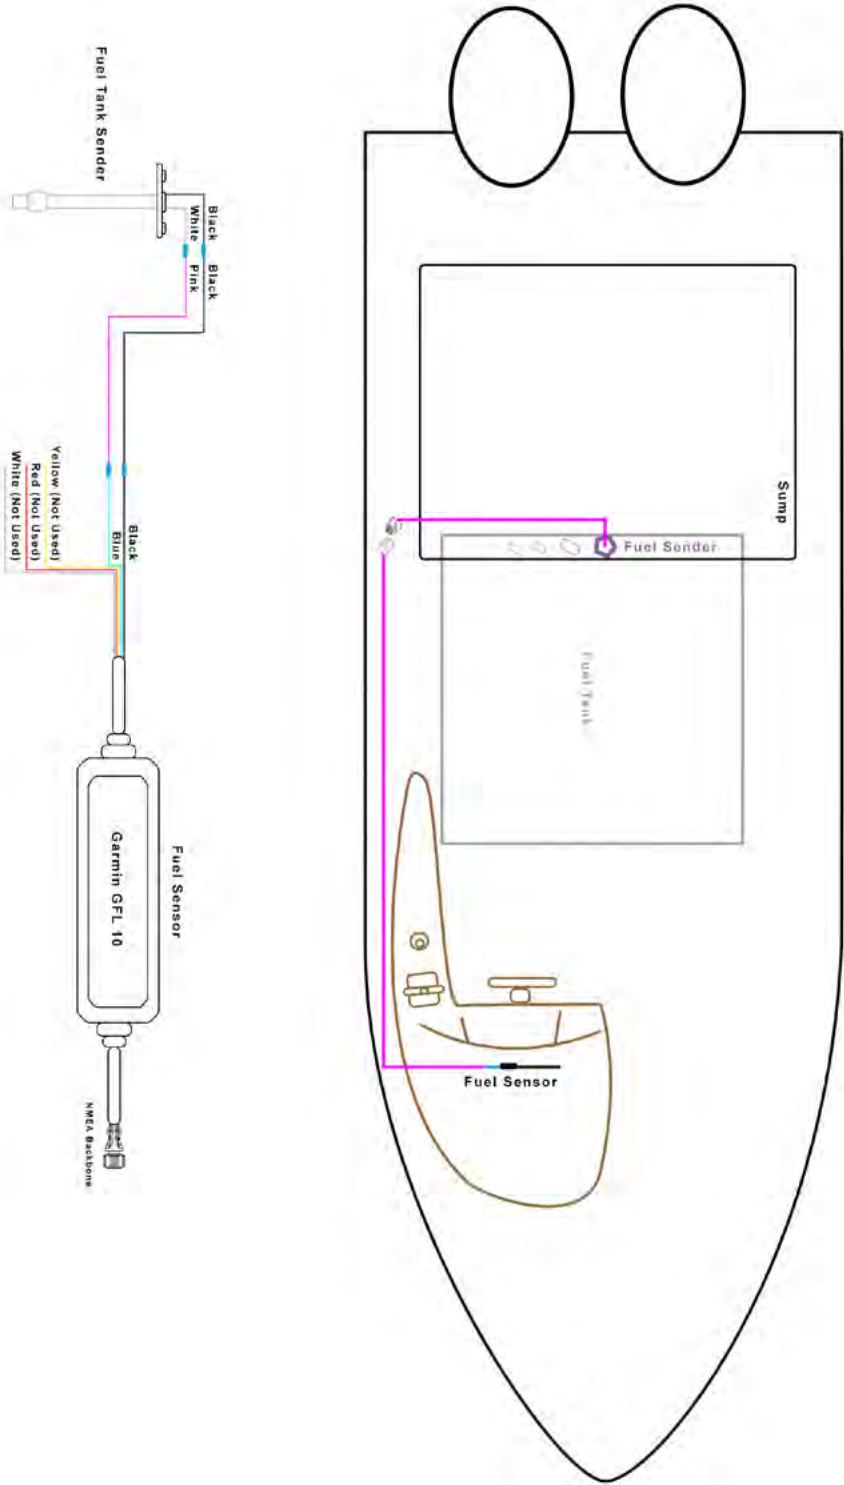 Fuel Tank Sender
Black
White
Black
Pink
Yellow (Not Used)
Red (Not Used)
White (Not Used)
Black
Blue
Fuel Sensor
Garmin GFL 10
NMEA Backbone
Sump
Fuel Sender
Fuel Tank
Fuel Sensor